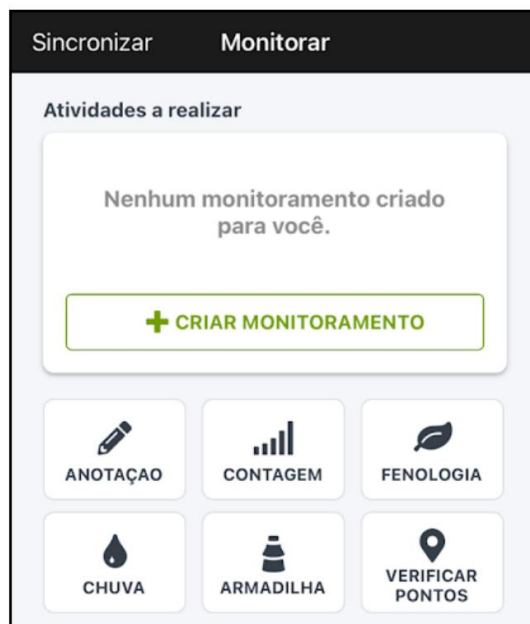 Sincronizar Monitorar
Atividades a realizar
Nenhum monitoramento criado
para você.
CRIAR MONITORAMENTO
ANOTAÇAO CONTAGEM FENOLOGIA
CHUVA ARMADILHA VERIFICAR
PONTOS